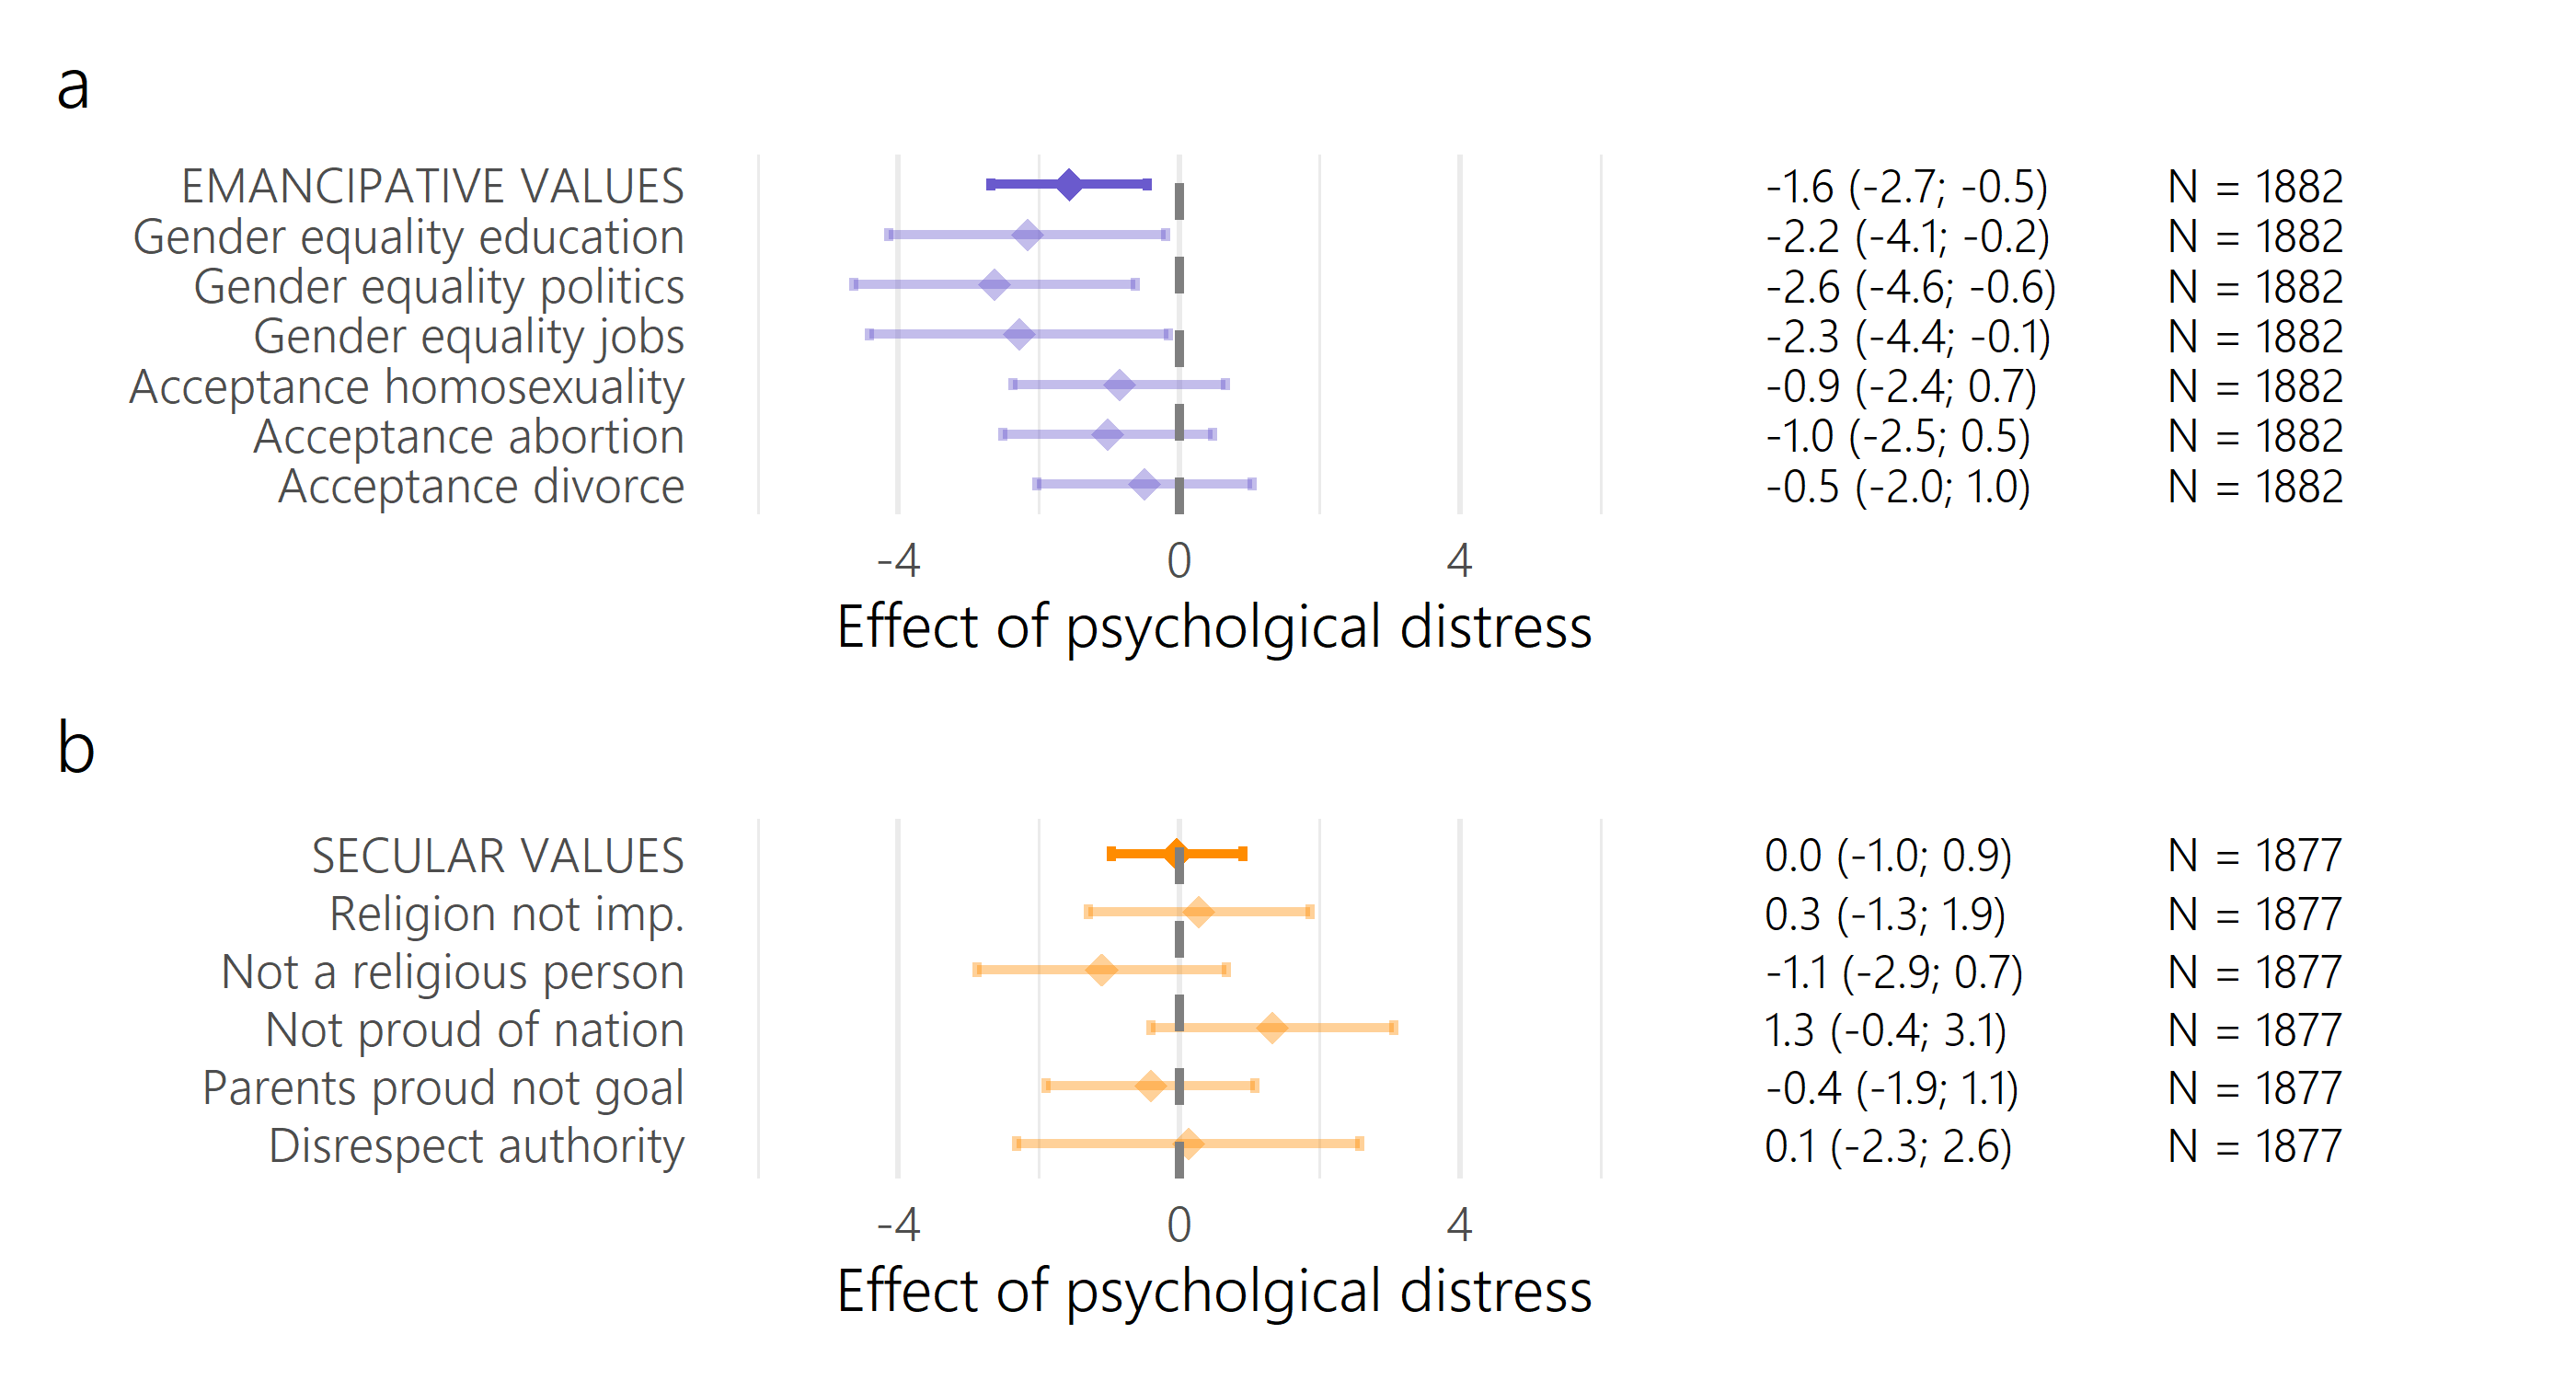 a
EMANCIPATIVE VALUES -1.6 (-2.7; -0.5) N = 1882
Gender equality education -2.2 (-4.1; -0.2) N = 1882
Gender equality politics -2.6 (-4.6; -0.6) N = 1882
Gender equality jobs -2.3 (-4.4; -0.1) N = 1882
Acceptance homosexuality -0.9 (-2.4; 0.7) N = 1882
Acceptance abortion -1.0 (-2.5; 0.5) N = 1882
Acceptance divorce -0.5 (-2.0; 1.0) N = 1882
-4 0 4
Effect of psycholgical distress
b
SECULAR VALUES 0.0 (-1.0; 0.9) N = 1877
Religion not imp. 0.3 (-1.3; 1.9) N = 1877
Not a religious person -1.1 (-2.9; 0.7) N = 1877
Not proud of nation 1.3 (-0.4; 3.1) N = 1877
Parents proud not goal -0.4 (-1.9; 1.1) N = 1877
Disrespect authority 0.1 (-2.3; 2.6) N = 1877
-4 0 4
Effect of psycholgical distress